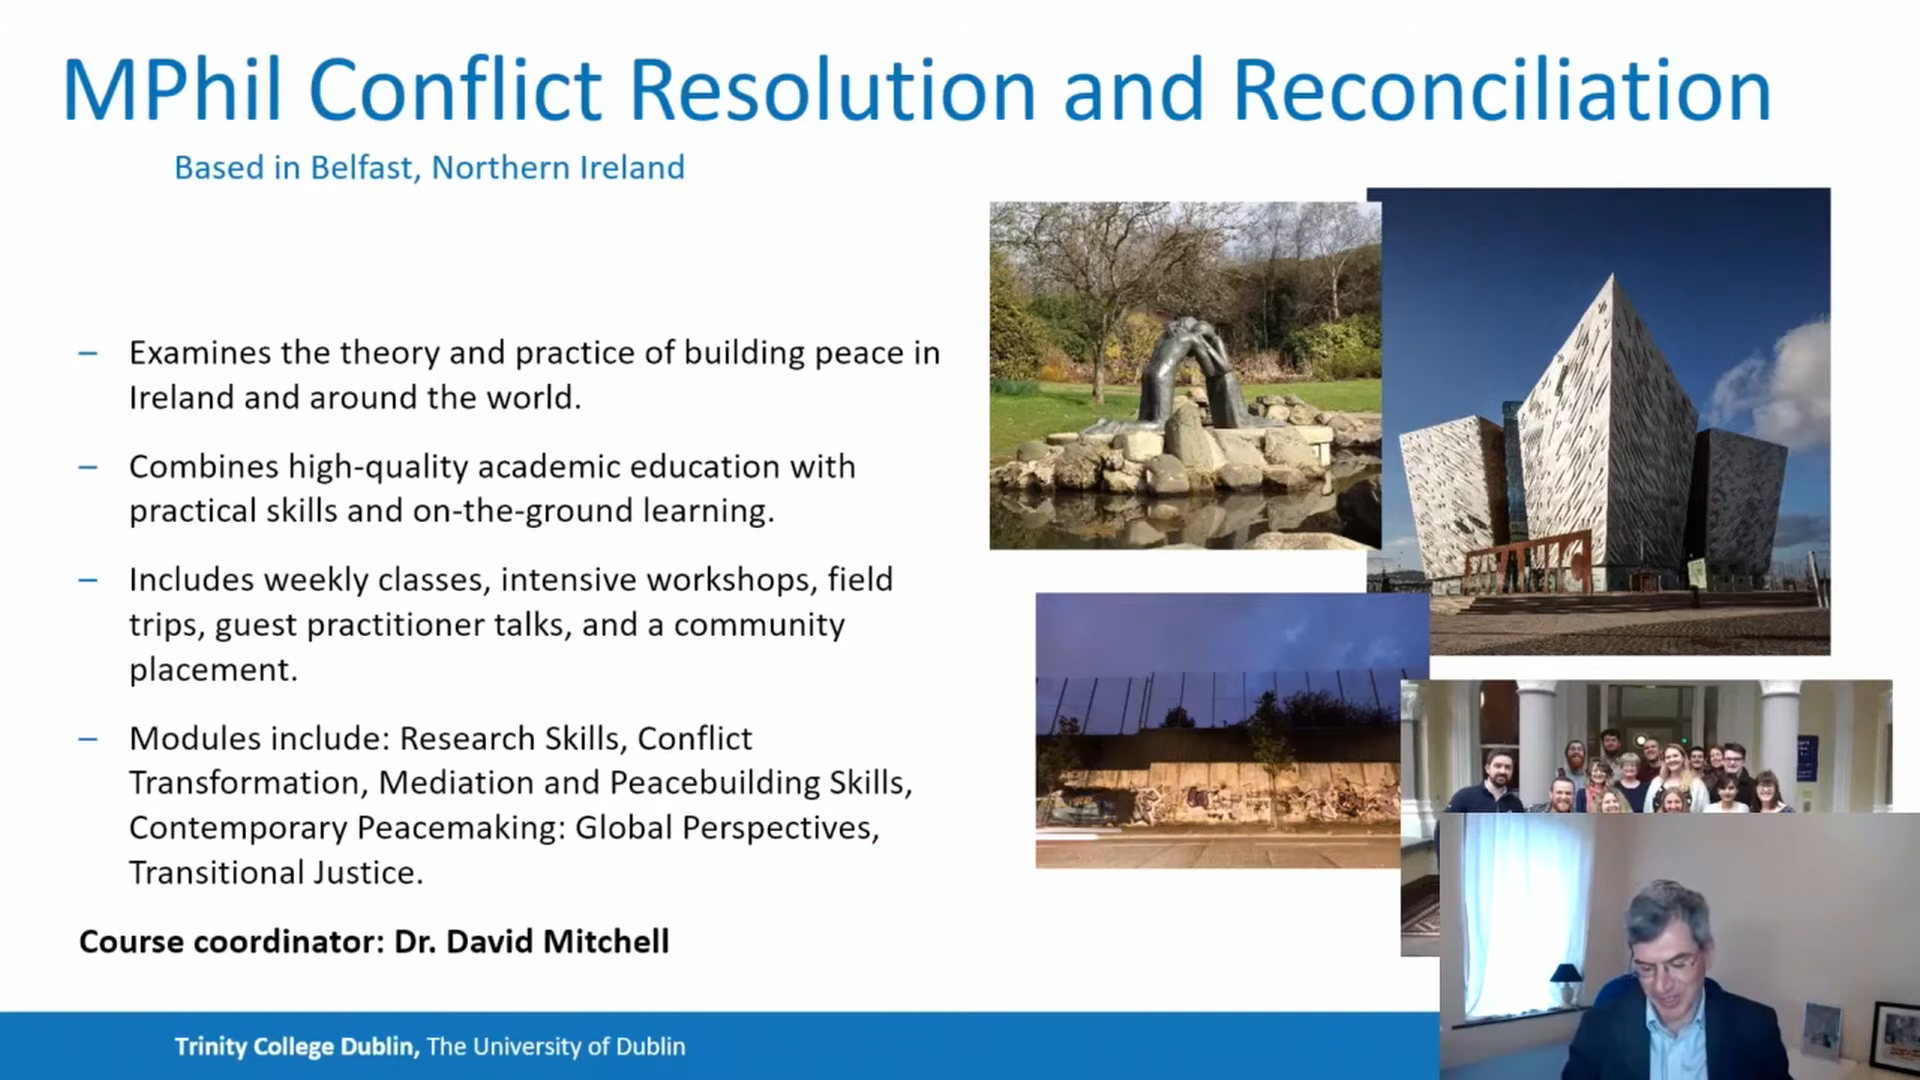 MPhil Conflict Resolution and Reconciliation
Based in Belfast, Northern Ireland
– Examines the theory and practice of building peace in
Ireland and around the world.
– Combines high-quality academic education with
practical skills and on-the-ground learning.
– Includes weekly classes, intensive workshops, field
trips, guest practitioner talks, and a community
placement.
– Modules include: Research Skills, Conflict
Transformation, Mediation and Peacebuilding Skills,
Contemporary Peacemaking: Global Perspectives,
Transitional Justice.
Course coordinator: Dr. David Mitchell
TITANIC
Trinity College Dublin, The University of Dublin